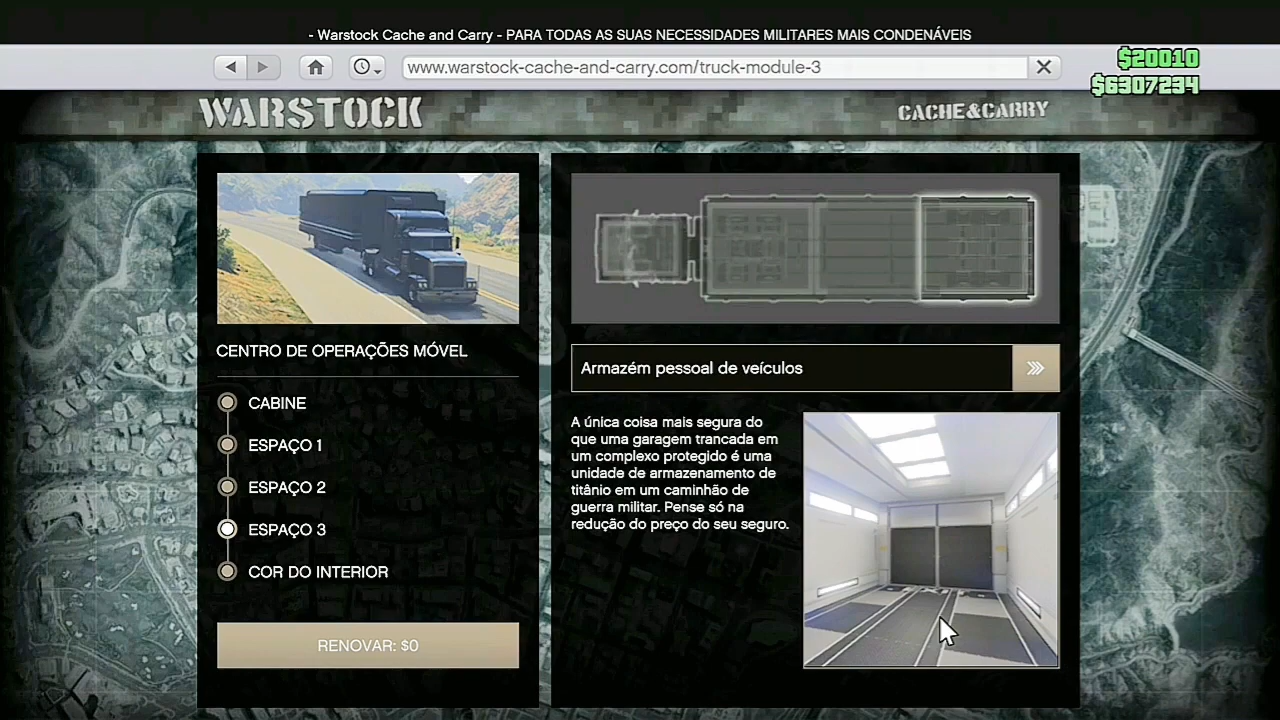 - Warstock Cache and Carry - PARA TODAS AS SUAS NECESSIDADES MILITARES MAIS CONDENÁVEIS
$20010
www.warstock-cache-and-carry.com/truck-module-3
$6307234
WARSTOCK
CACHE&CARRY
CENTRO DE OPERAÇÕES MÓVEL
CABINE
ESPAÇO 1
ESPAÇO 2
ESPAÇO 3
COR DO INTERIOR
RENOVAR: $0
Armazém pessoal de veículos
A única coisa mais segura do
que uma garagem trancada em
um complexo protegido é uma
unidade de armazenamento de
titânio em um caminhão de
guerra militar. Pense só na
redução do preço do seu seguro.